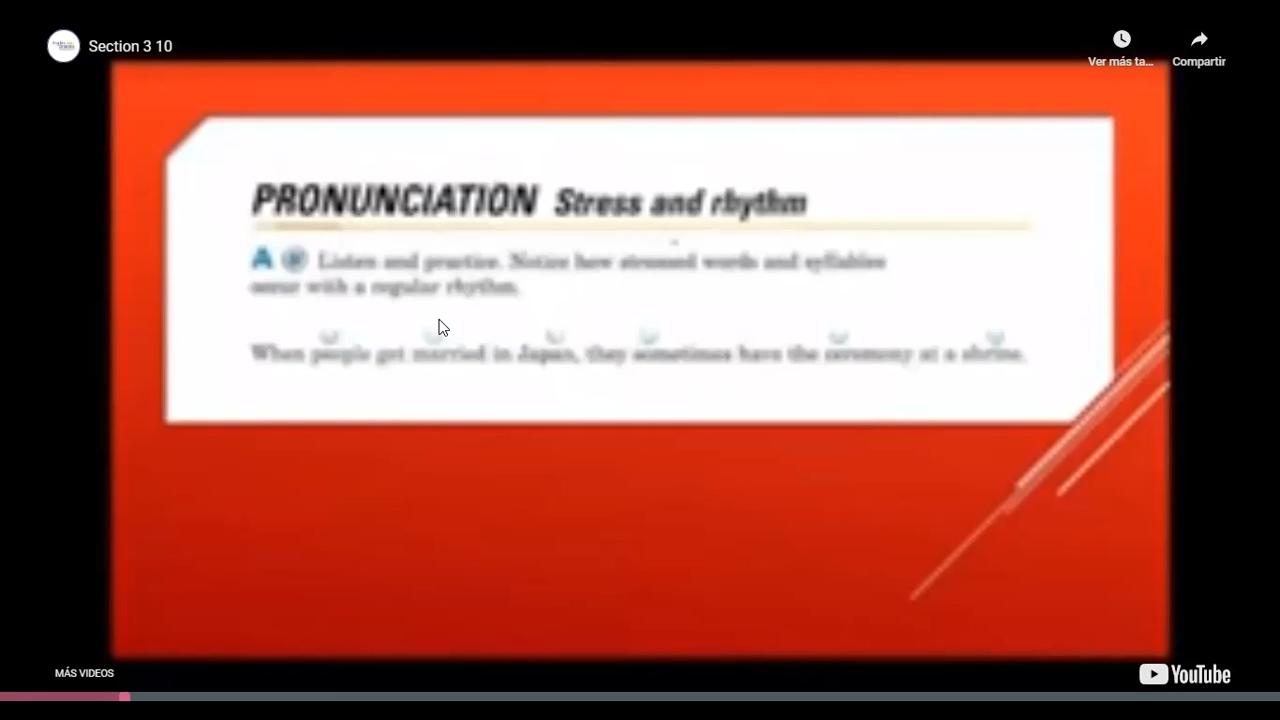 Section 3 10
Ver más ta...
Compartir
PRONUNCIATION Stress and rhythm
A Listen and practice. Notice how stressed words and syllables
occur with a regular rhythm.
When people get married in Japan, they sometimes have the ceremony at a shrine.
MÁS VIDEOS
YouTube